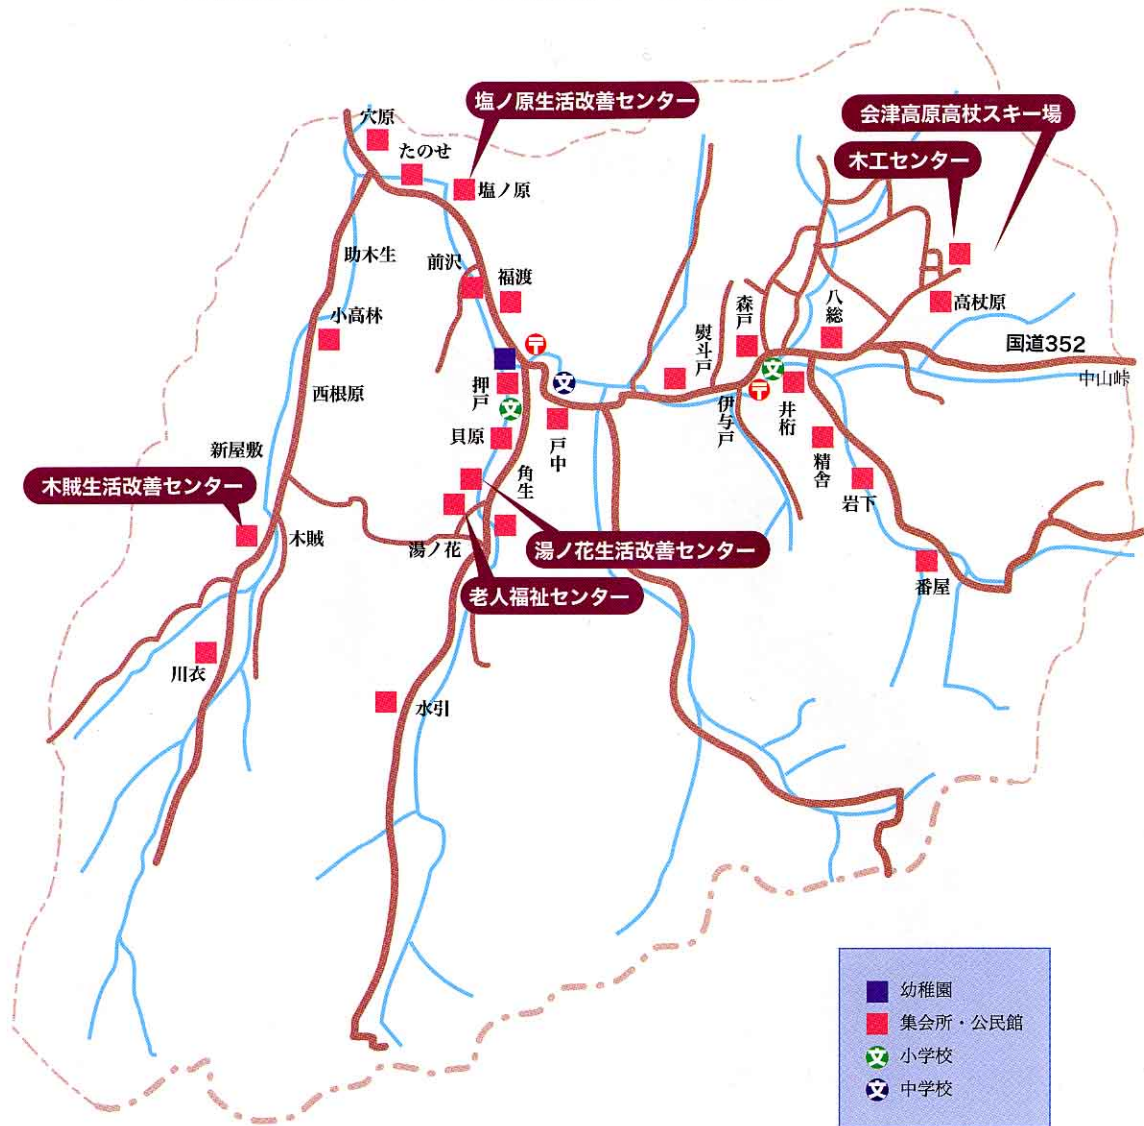 塩ノ原生活改善センター
会津高原高杖スキー場
木工センター
穴原
たのせ
塩ノ原
助木生
前沢
福渡
小高林
森戸
八総
高杖原
熨斗戸
国道352
中山峠
西根原
押戸
文
文
文
伊与戸
井桁
貝原
戸中
精舎
新屋敷
角生
岩下
木賊生活改善センター
木賊
湯ノ花
湯ノ花生活改善センター
老人福祉センター
番屋
川衣
水引
幼稚園
集会所・公民館
文 小学校
文 中学校